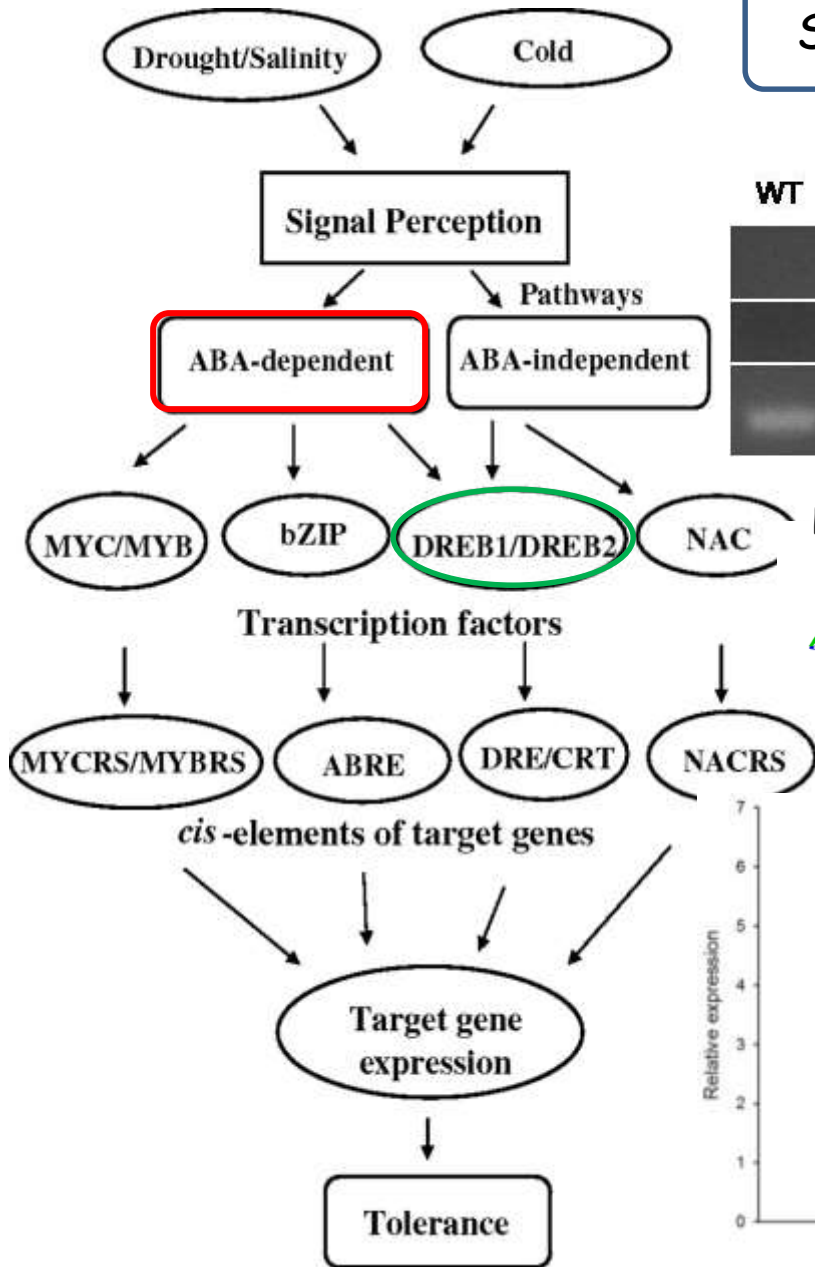 Drought/Salinity
Cold
S
Signal Perception
WT
Pathways
ABA-dependent
ABA-independent
MYC/MYB
bZIP
DREB1/DREB2
NAC
Transcription factors
MYCRS/MYBRS
ABRE
DRE/CRT
NACRS
cis-elements of target genes
Target gene
expression
Tolerance
Relative expression
7
6
5
4
3
2
1
0